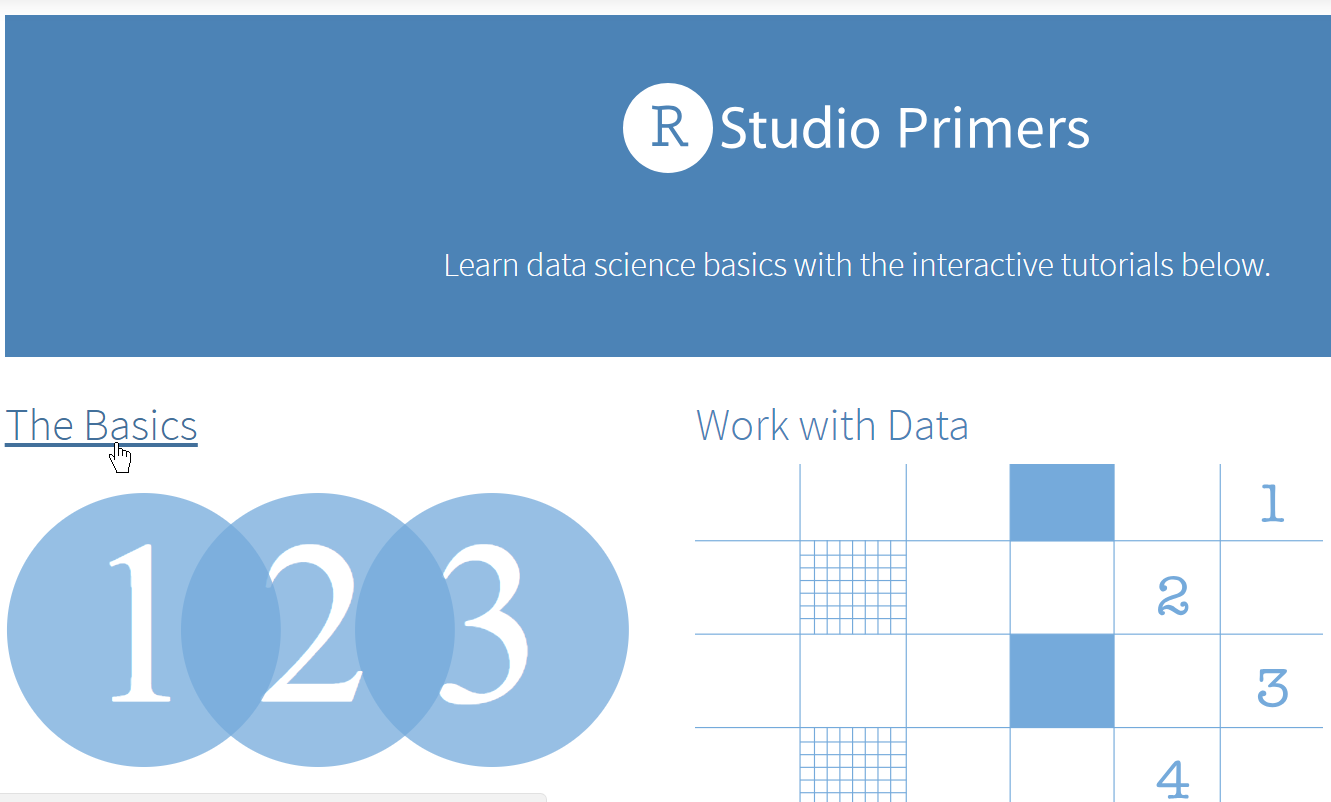 R Studio Primers
Learn data science basics with the interactive tutorials below.
The Basics
Work with Data
1 2 3
1
2
3
4